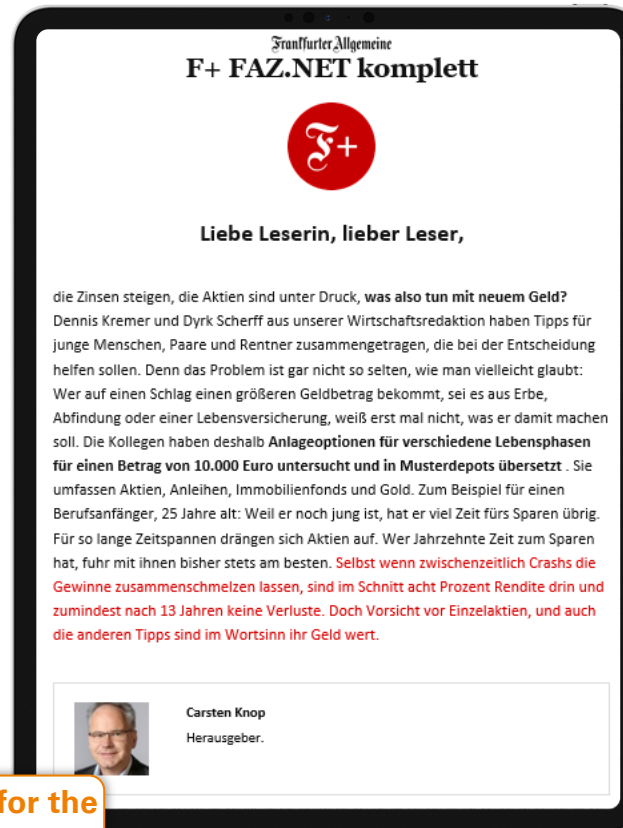 Frankfurter Allgemeine
F+ FAZ.NET komplett
F+
Liebe Leserin, lieber Leser,
die Zinsen steigen, die Aktien sind unter Druck, was also tun mit neuem Geld?
Dennis Kremer und Dyrk Scherff aus unserer Wirtschaftsredaktion haben Tipps für
junge Menschen, Paare und Rentner zusammengetragen, die bei der Entscheidung
helfen sollen. Denn das Problem ist gar nicht so selten, wie man vielleicht glaubt:
Wer auf einen Schlag einen größeren Geldbetrag bekommt, sei es aus Erbe,
Abfindung oder einer Lebensversicherung, weiß erst mal nicht, was er damit machen
soll. Die Kollegen haben deshalb Anlageoptionen für verschiedene Lebensphasen
für einen Betrag von 10.000 Euro untersucht und in Musterdepots übersetzt . Sie
umfassen Aktien, Anleihen, Immobilienfonds und Gold. Zum Beispiel für einen
Berufsanfänger, 25 Jahre alt: Weil er noch jung ist, hat er viel Zeit fürs Sparen übrig.
Für so lange Zeitspannen drängen sich Aktien auf. Wer Jahrzehnte Zeit zum Sparen
hat, fuhr mit ihnen bisher stets am besten. Selbst wenn zwischenzeitlich Crashs die
Gewinne zusammenschmelzen lassen, sind im Schnitt acht Prozent Rendite drin und
zumindest nach 13 Jahren keine Verluste. Doch Vorsicht vor Einzelaktien, und auch
die anderen Tipps sind im Wortsinn ihr Geld wert.
Carsten Knop
Herausgeber.
for the